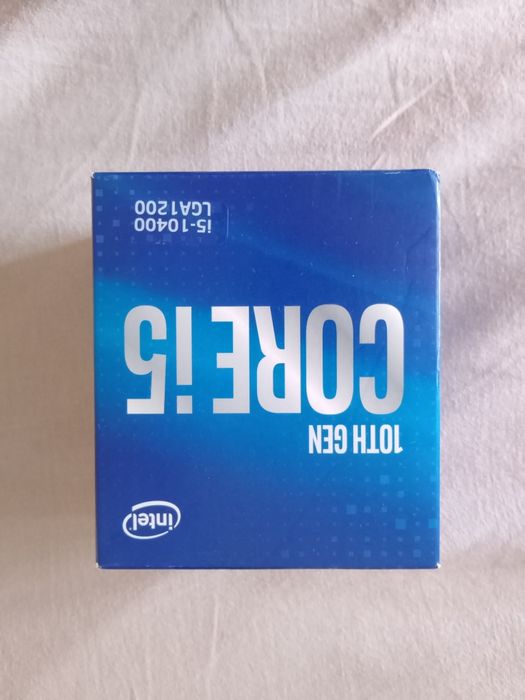 intel®
10TH GEN
CORE i5
i5-10400
LGA1200